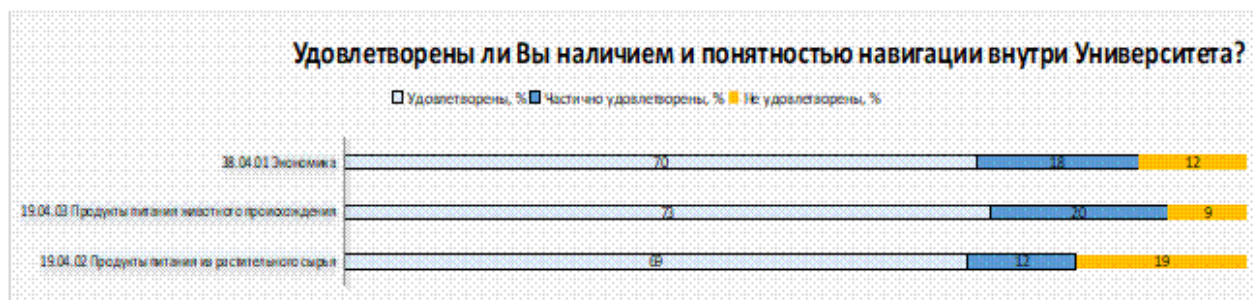 Удовлетворены ли Вы наличием и понятностью навигации внутри Университета?
Удовлетворены, % Частично удовлетворены, % Не удовлетворены, %
38.04.01 Экономика 70 18 12
19.04.03 Продукты питания животного происхождения 73 20 9
19.04.02 Продукты питания из растительного сырья 69 12 19